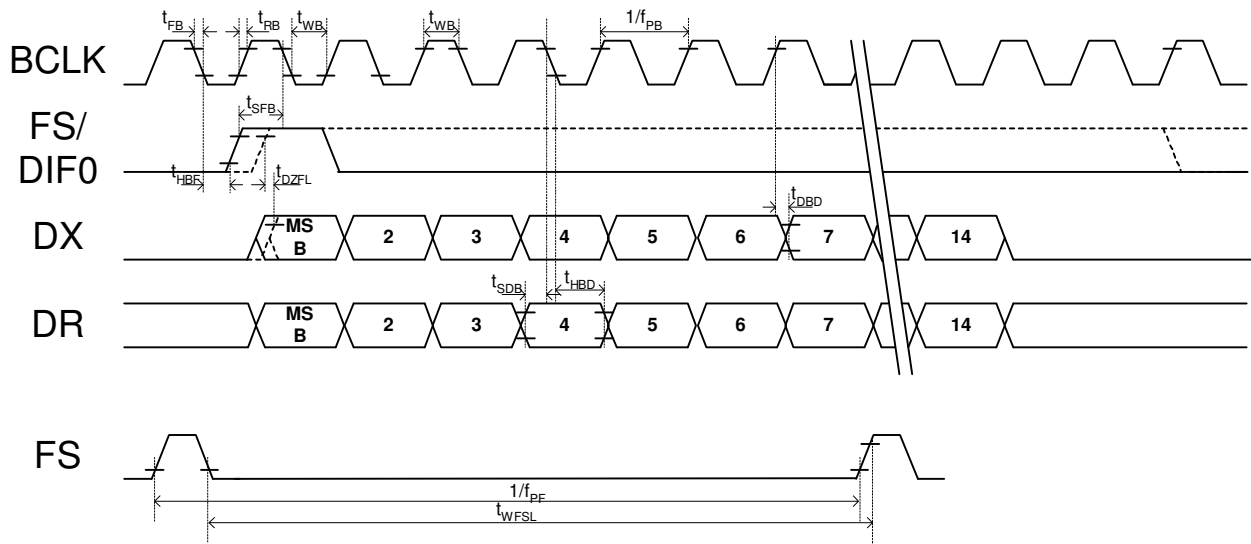 tFB tRB tWB tWB 1/fPB
BCLK
tSFB
FS/
DIF0
tHBF tDZFL
tDBD
DX MS
B 2 3 4 5 6 7 14
tSDB tHBD
DR MS
B 2 3 4 5 6 7 14
FS
1/fPF
tWFSL